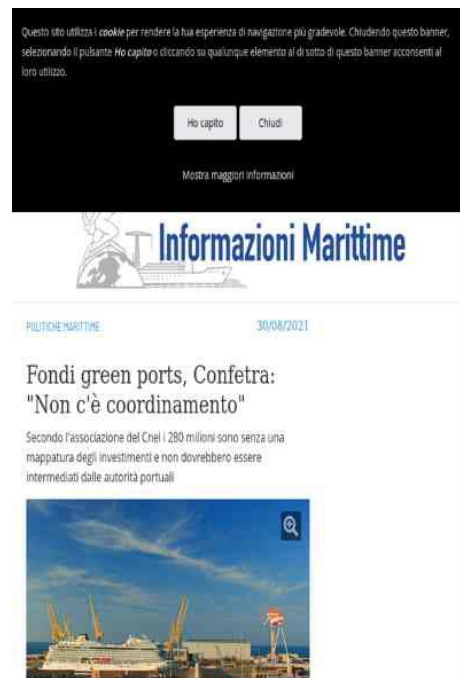 Questo sito utilizza i cookie per rendere la tua esperienza di navigazione più gradevole. Chiudendo questo banner,
selezionando il pulsante Ho capito o cliccando su qualunque elemento al di sotto di questo banner acconsenti al
loro utilizzo.
Ho capito
Chiudi
Mostra maggiori informazioni
Informazioni Marittime
POLITICHE MARITTIME
30/08/2021
Fondi green ports, Confetra:
"Non c'è coordinamento"
Secondo l'associazione del Cnel i 280 milioni sono senza una
mappatura degli investimenti e non dovrebbero essere
intermediati dalle autorità portuali